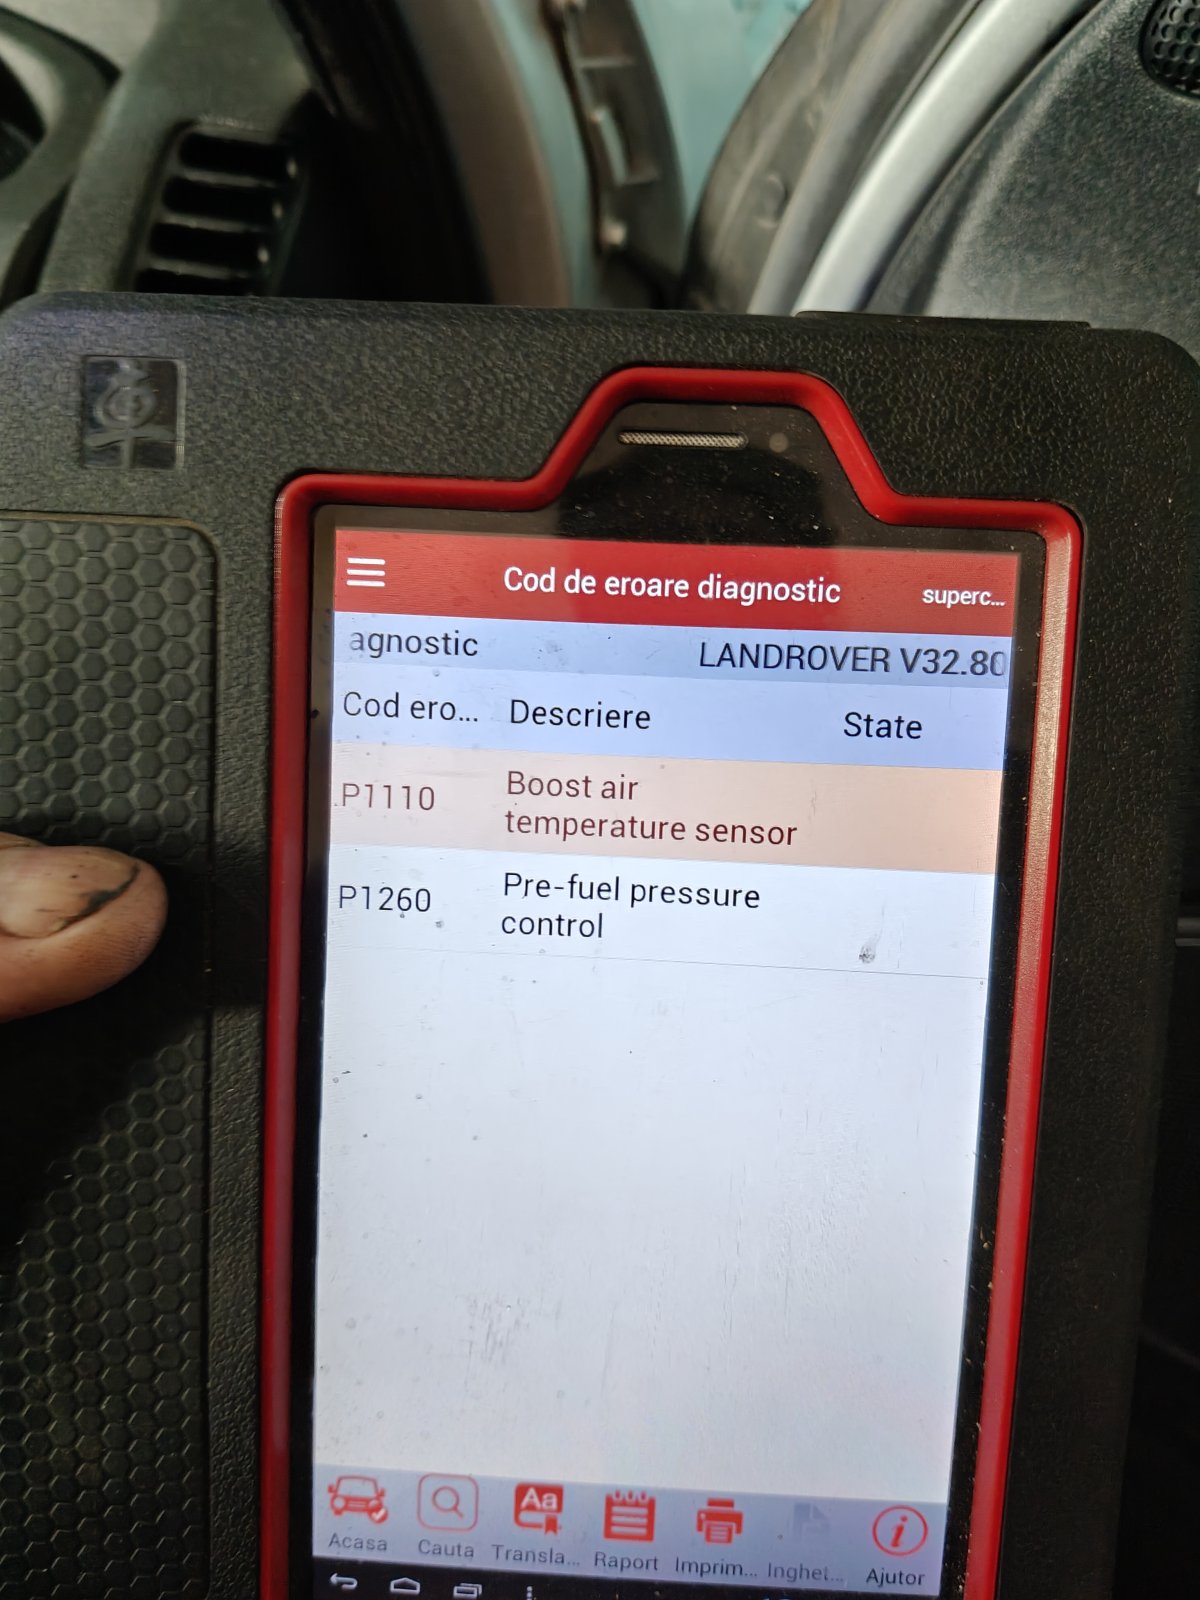 車
Cod de eroare diagnostic superc...
agnostic LANDROVER V32.80
Cod ero... Descriere State
P1110 Boost air
temperature sensor
P1260 Pre-fuel pressure
control
Acasa Cauta Transla... Raport Imprim... Inghet... Ajutor